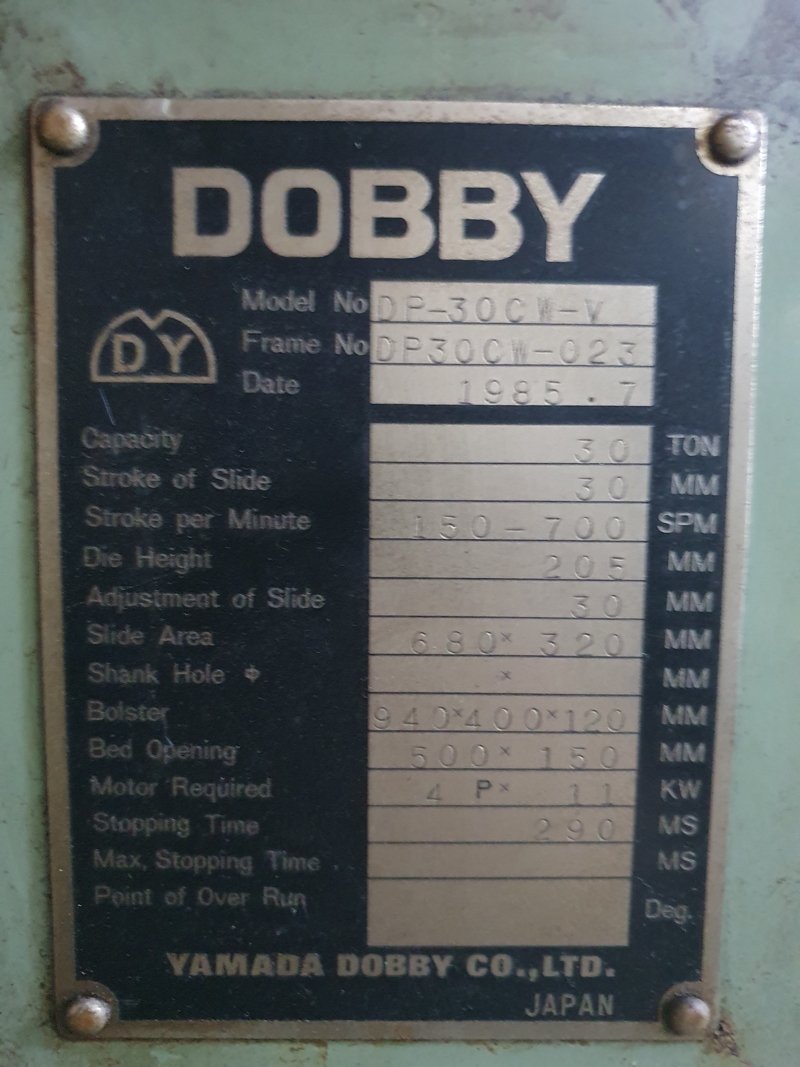 DOBBY
DY
Model No DP-30CW-V
Frame No DP30CW-023
Date 1985.7
Capacity 30 TON
Stroke of Slide 30 MM
Stroke per Minute 150-700 SPM
Die Height 205 MM
Adjustment of Slide 30 MM
Slide Area 680× 320 MM
Shank Hole ⌖ × MM
Bolster 940×400×120 MM
Bed Opening 500× 150 MM
Motor Required 4 P× 11 KW
Stopping Time 290 MS
Max. Stopping Time MS
Point of Over Run Deg.
YAMADA DOBBY CO.,LTD.
JAPAN